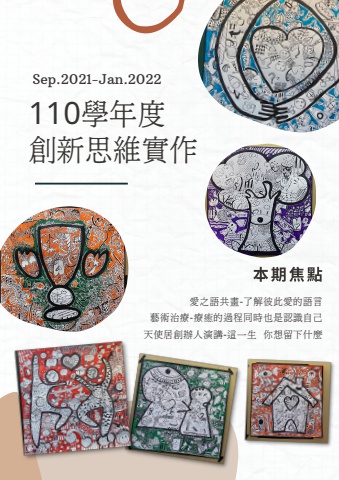 Sep.2021-Jan.2022
110學年度
創新思維實作
本期焦點
愛之語共畫-了解彼此愛的語言
藝術治療-療癒的過程同時也是認識自己
天使居創辦人演講-這一生 你想留下什麼